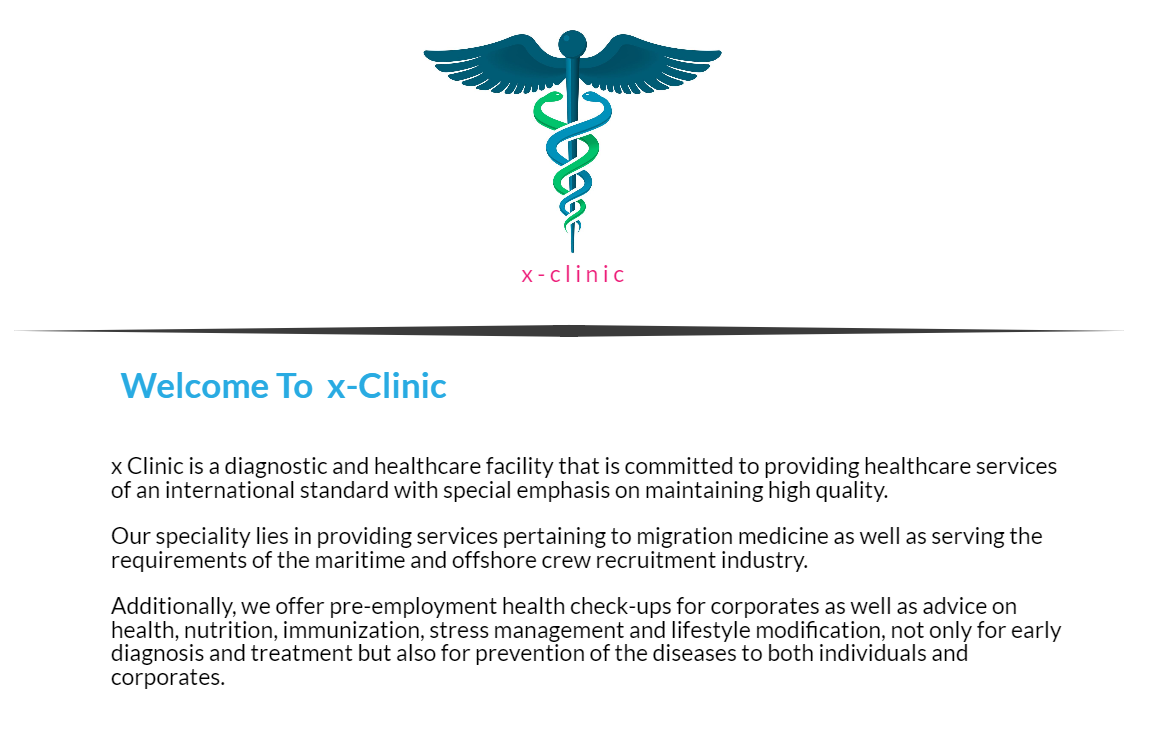 x-clinic
Welcome To x-Clinic
x Clinic is a diagnostic and healthcare facility that is committed to providing healthcare services
of an international standard with special emphasis on maintaining high quality.
Our speciality lies in providing services pertaining to migration medicine as well as serving the
requirements of the maritime and offshore crew recruitment industry.
Additionally, we offer pre-employment health check-ups for corporates as well as advice on
health, nutrition, immunization, stress management and lifestyle modification, not only for early
diagnosis and treatment but also for prevention of the diseases to both individuals and
corporates.